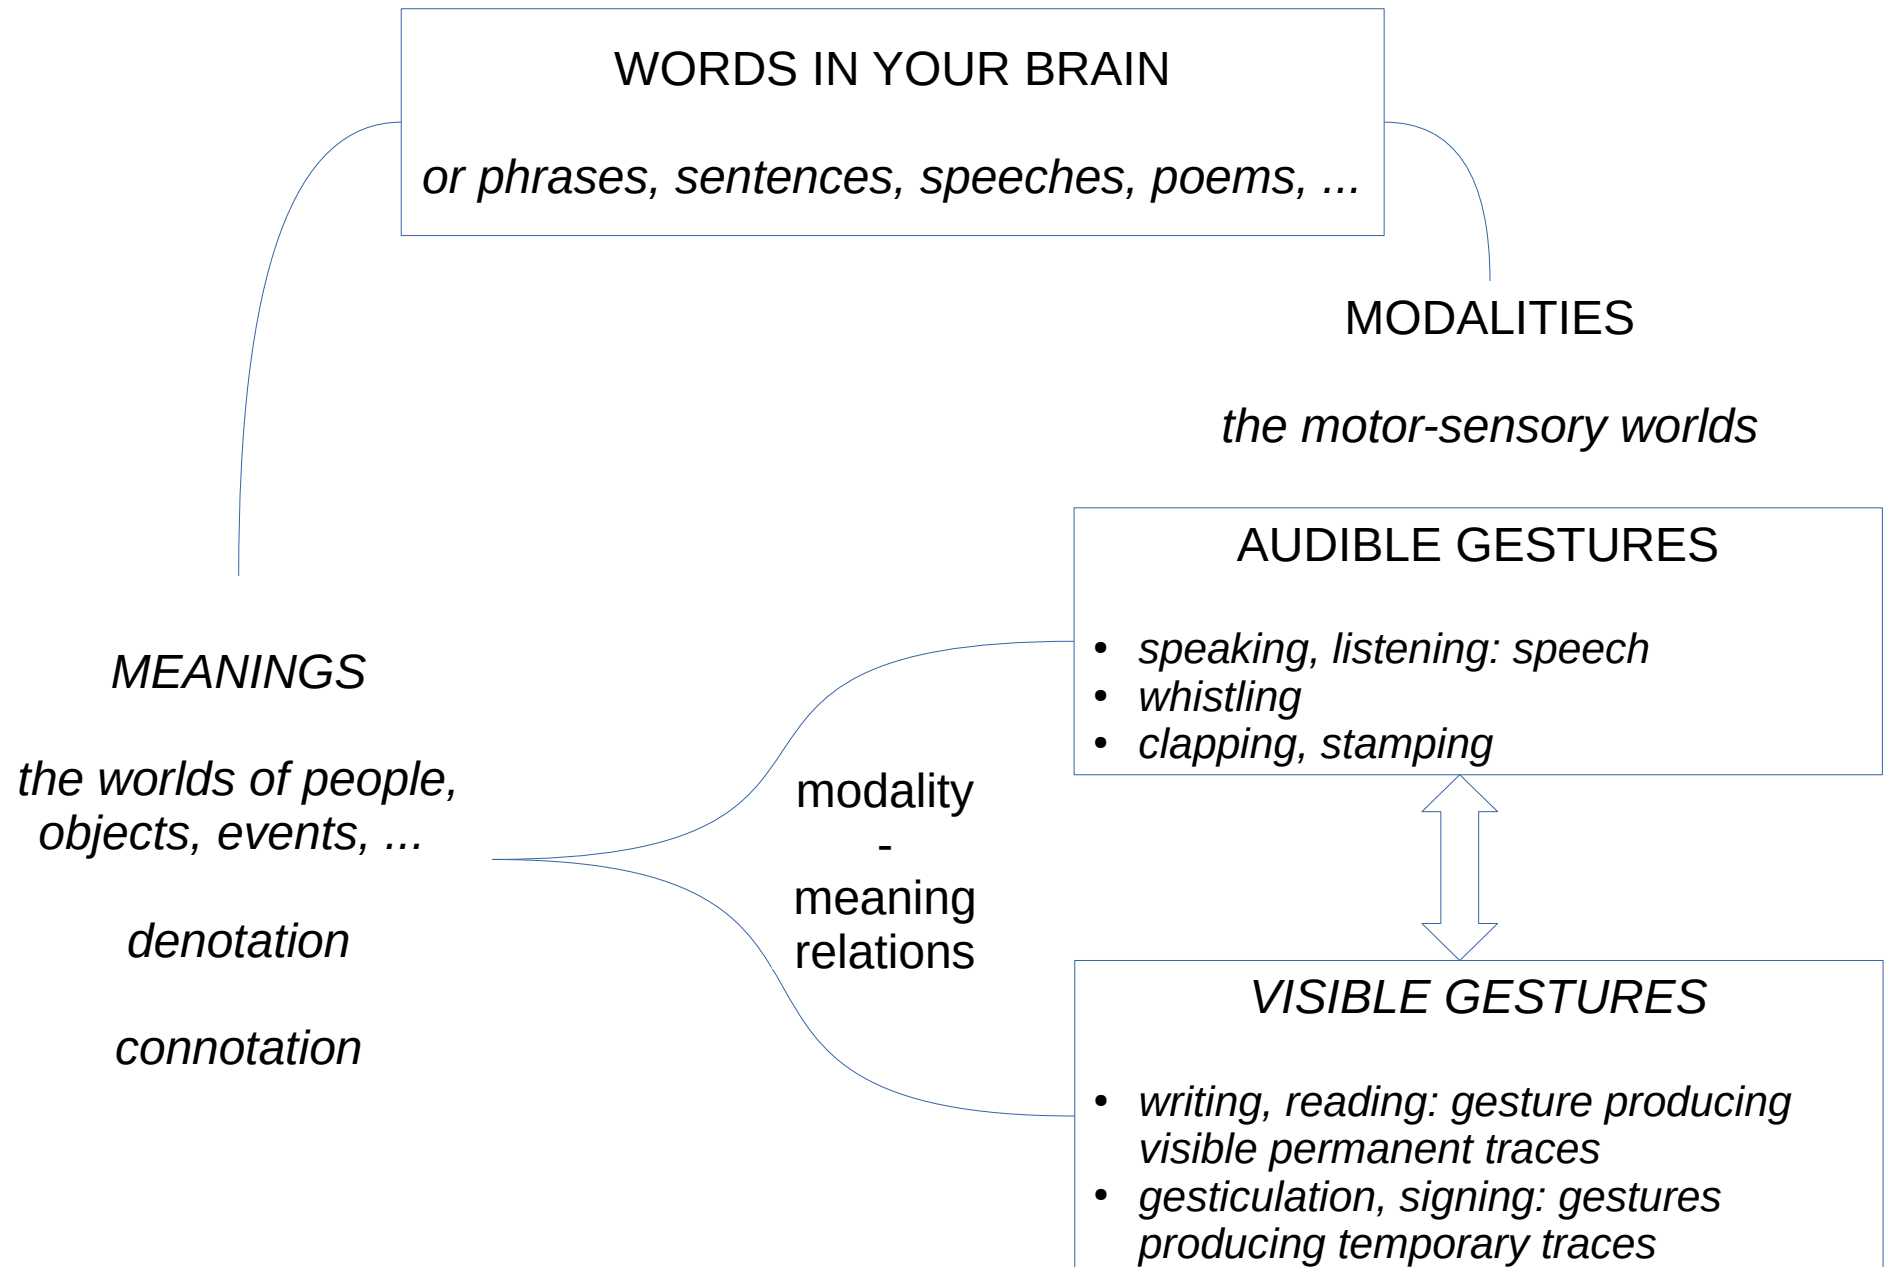 WORDS IN YOUR BRAIN
or phrases, sentences, speeches, poems, ...
MODALITIES
the motor-sensory worlds
MEANINGS
the worlds of people,
objects, events, ...
denotation
connotation
modality
-
meaning
relations
AUDIBLE GESTURES
• speaking, listening: speech
• whistling
• clapping, stamping
VISIBLE GESTURES
• writing, reading: gesture producing
visible permanent traces
• gesticulation, signing: gestures
producing temporary traces